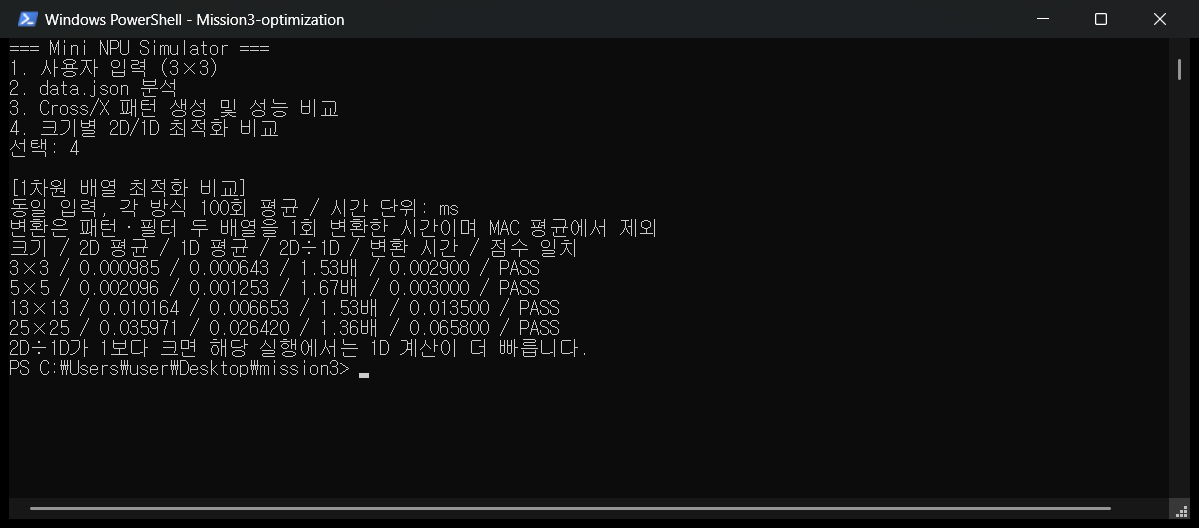 Windows PowerShell - Mission3-optimization
=== Mini NPU Simulator ===
1. 사용자 입력 (3×3)
2. data.json 분석
3. Cross/X 패턴 생성 및 성능 비교
4. 크기별 2D/1D 최적화 비교
선택: 4
[1차원 배열 최적화 비교]
동일 입력, 각 방식 100회 평균 / 시간 단위: ms
변환은 패턴·필터 두 배열을 1회 변환한 시간이며 MAC 평균에서 제외
크기 / 2D 평균 / 1D 평균 / 2D÷1D / 변환 시간 / 점수 일치
3×3 / 0.000985 / 0.000643 / 1.53배 / 0.002900 / PASS
5×5 / 0.002096 / 0.001253 / 1.67배 / 0.003000 / PASS
13×13 / 0.010164 / 0.006653 / 1.53배 / 0.013500 / PASS
25×25 / 0.035971 / 0.026420 / 1.36배 / 0.065800 / PASS
2D÷1D가 1보다 크면 해당 실행에서는 1D 계산이 더 빠릅니다.
PS C:₩Users₩user₩Desktop₩mission3>